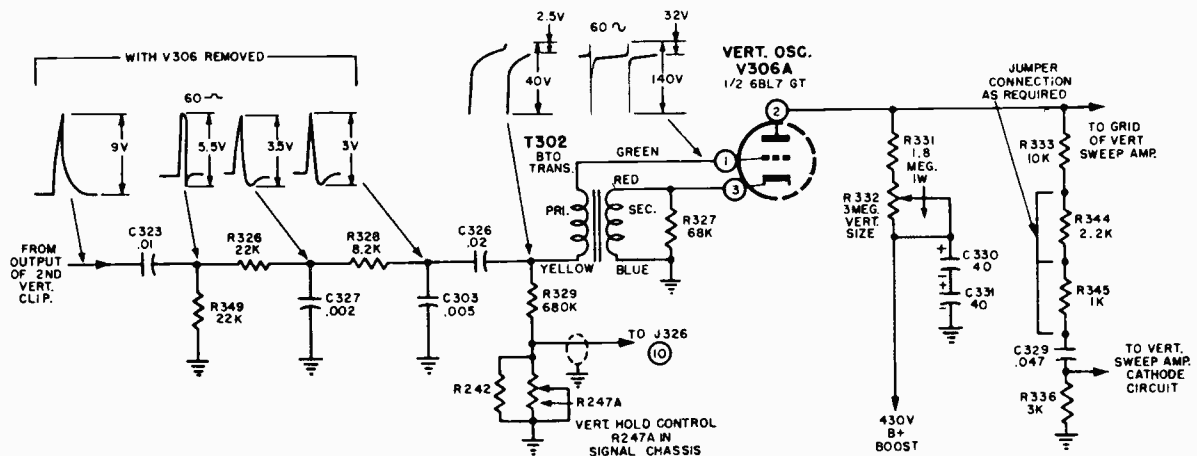 WITH V306 REMOVED
60~
9V
5.5V
3.5V
3V
2.5V
40V
60~
32V
140V
VERT. OSC.
V306A
1/2 6BL7 GT
2
1
3
T302
BTO
TRANS.
GREEN
RED
PRI.
SEC.
YELLOW
BLUE
R327
68K
FROM
OUTPUT
OF 2ND
VERT.
CLIP.
C323
.01
R326
22K
R328
8.2K
C326
.02
R349
22K
C327
.002
C303
.005
R329
680K
TO J326
10
R242
R247A
VERT. HOLD CONTROL
R247A IN
SIGNAL CHASSIS
R331
1.8
MEG.
1W
R332
3MEG.
VERT.
SIZE
+
C330
40
-
+
C331
40
-
430V
B+
BOOST
JUMPER
CONNECTION
AS REQUIRED
TO GRID
OF VERT
SWEEP AMP.
R333
10K
R344
2.2K
R345
1K
C329
.047
R336
3K
TO VERT.
SWEEP AMP.
CATHODE
CIRCUIT